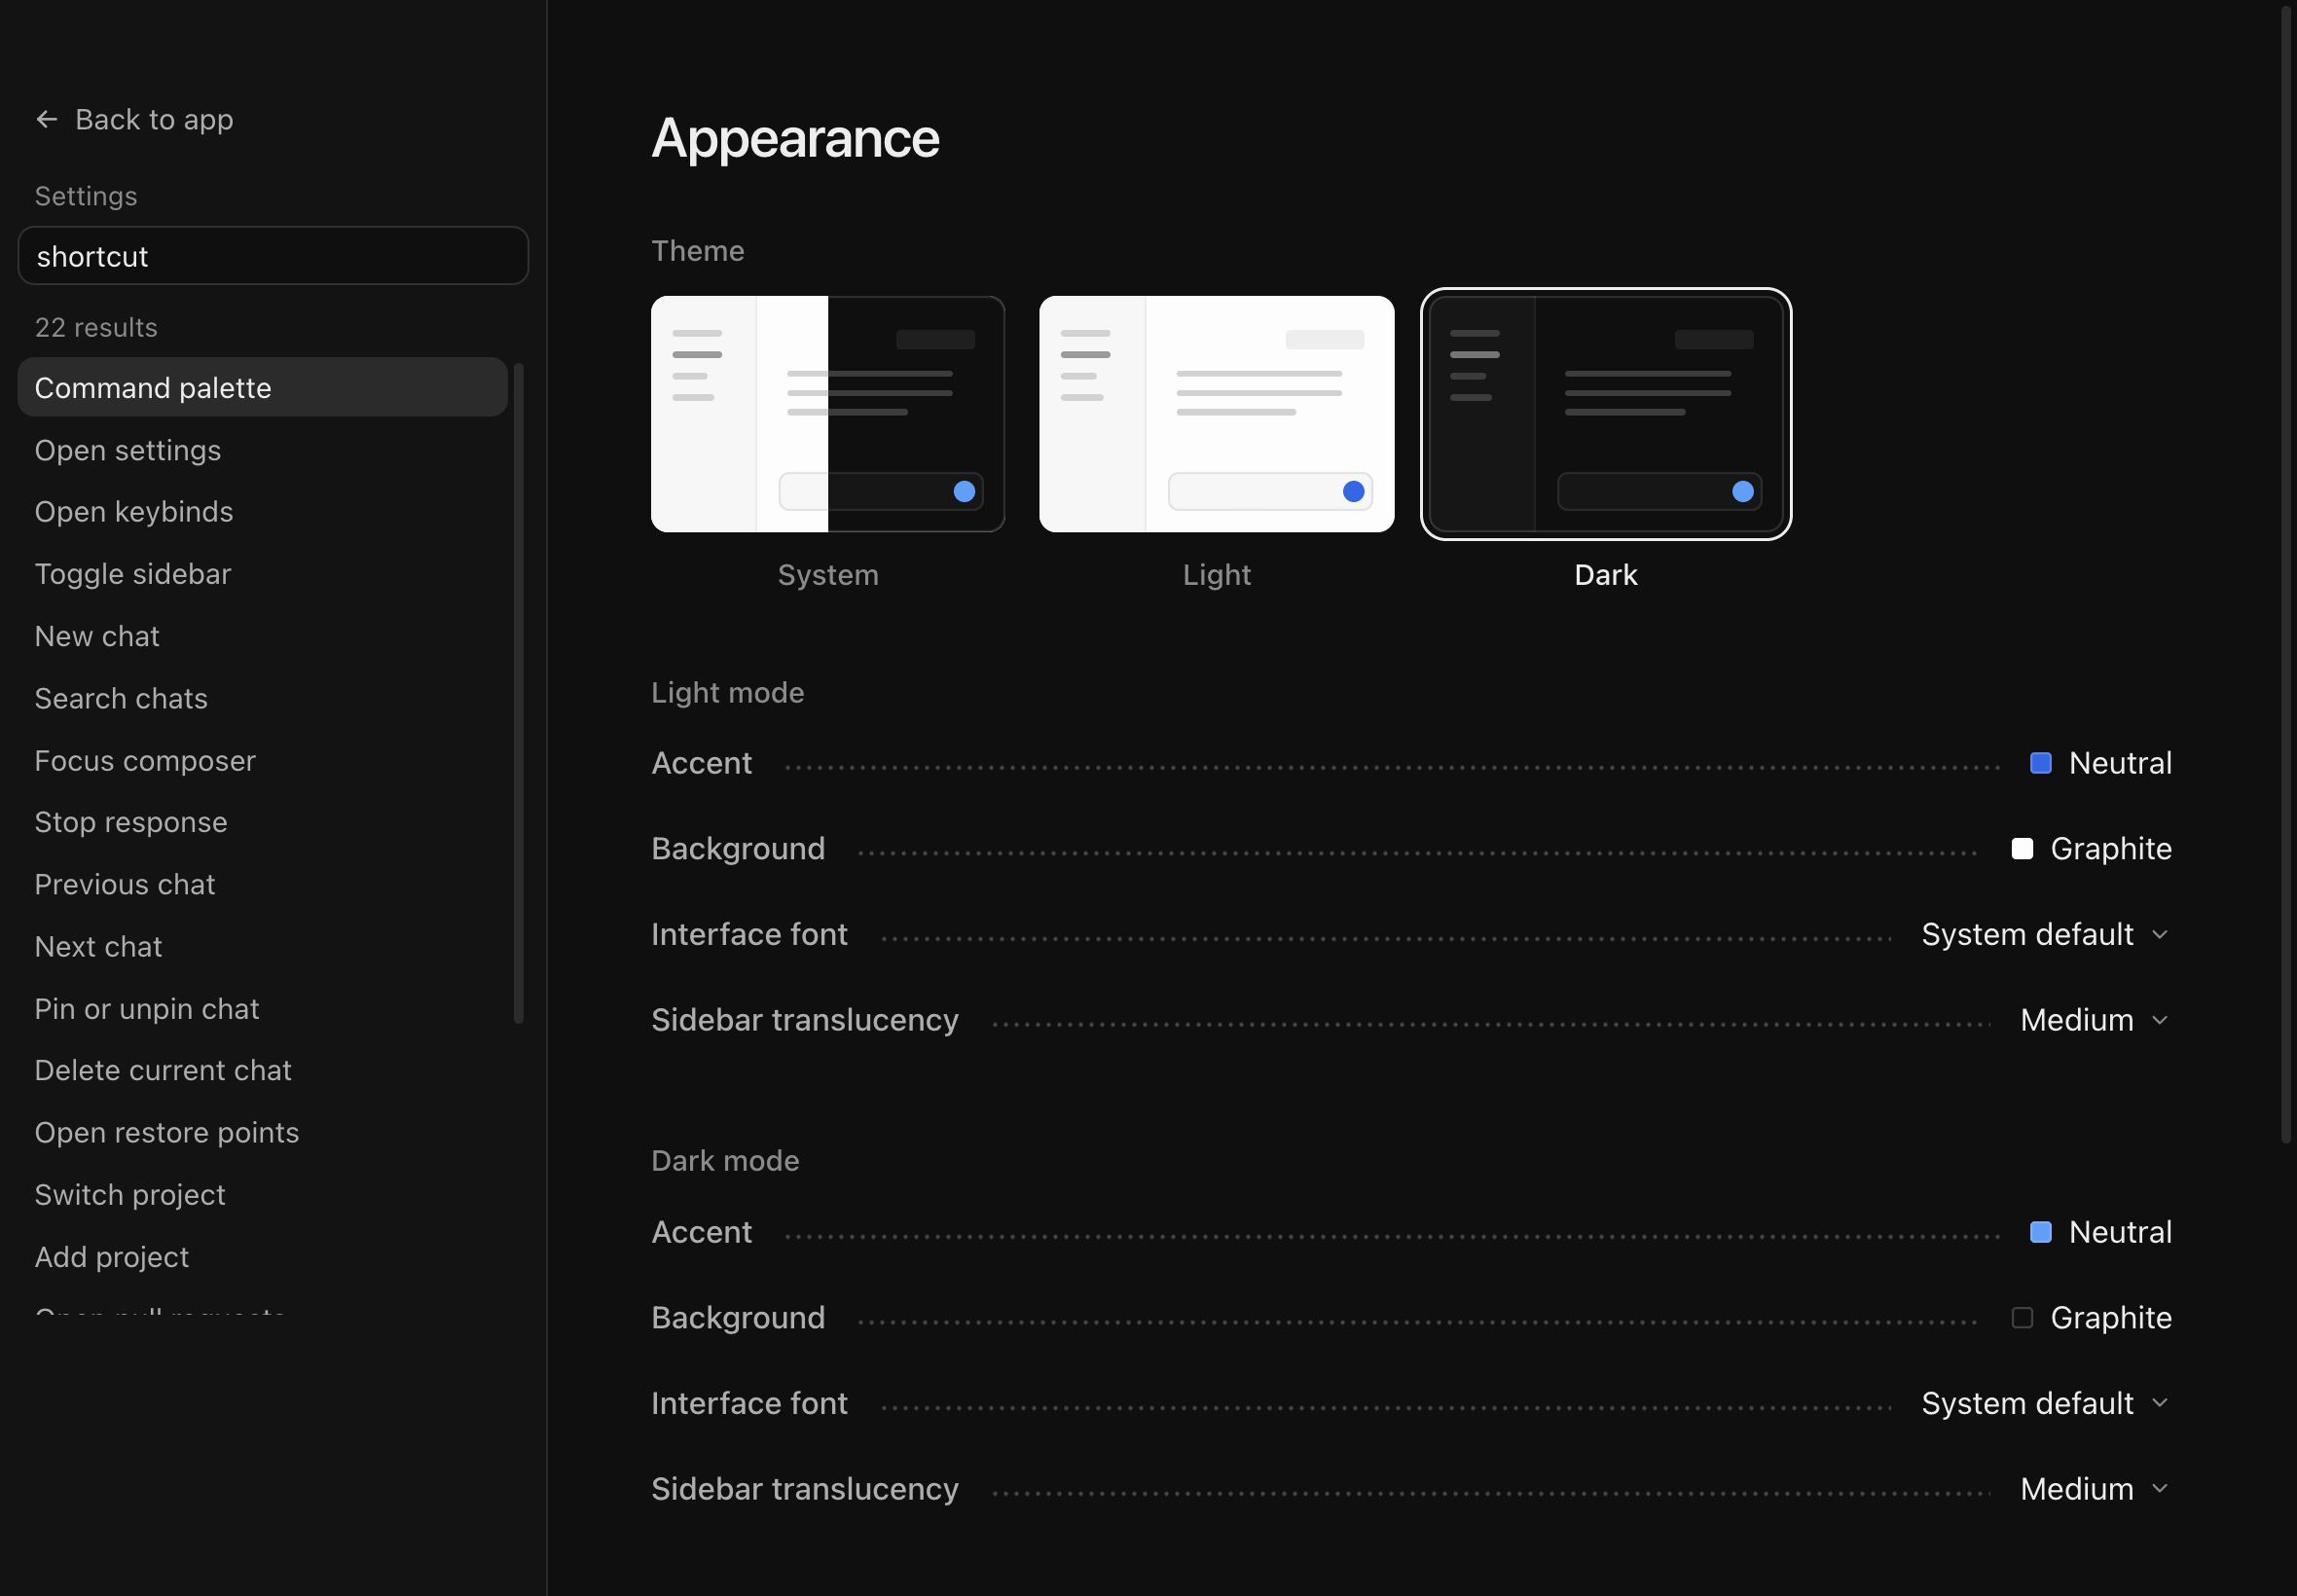 Back to app
Settings
shortcut
22 results
Command palette
Open settings
Open keybinds
Toggle sidebar
New chat
Search chats
Focus composer
Stop response
Previous chat
Next chat
Pin or unpin chat
Delete current chat
Open restore points
Switch project
Add project
Open pull requests
Appearance
Theme
System
Light
Dark
Light mode
Accent Neutral
Background Graphite
Interface font System default
Sidebar translucency Medium
Dark mode
Accent Neutral
Background Graphite
Interface font System default
Sidebar translucency Medium